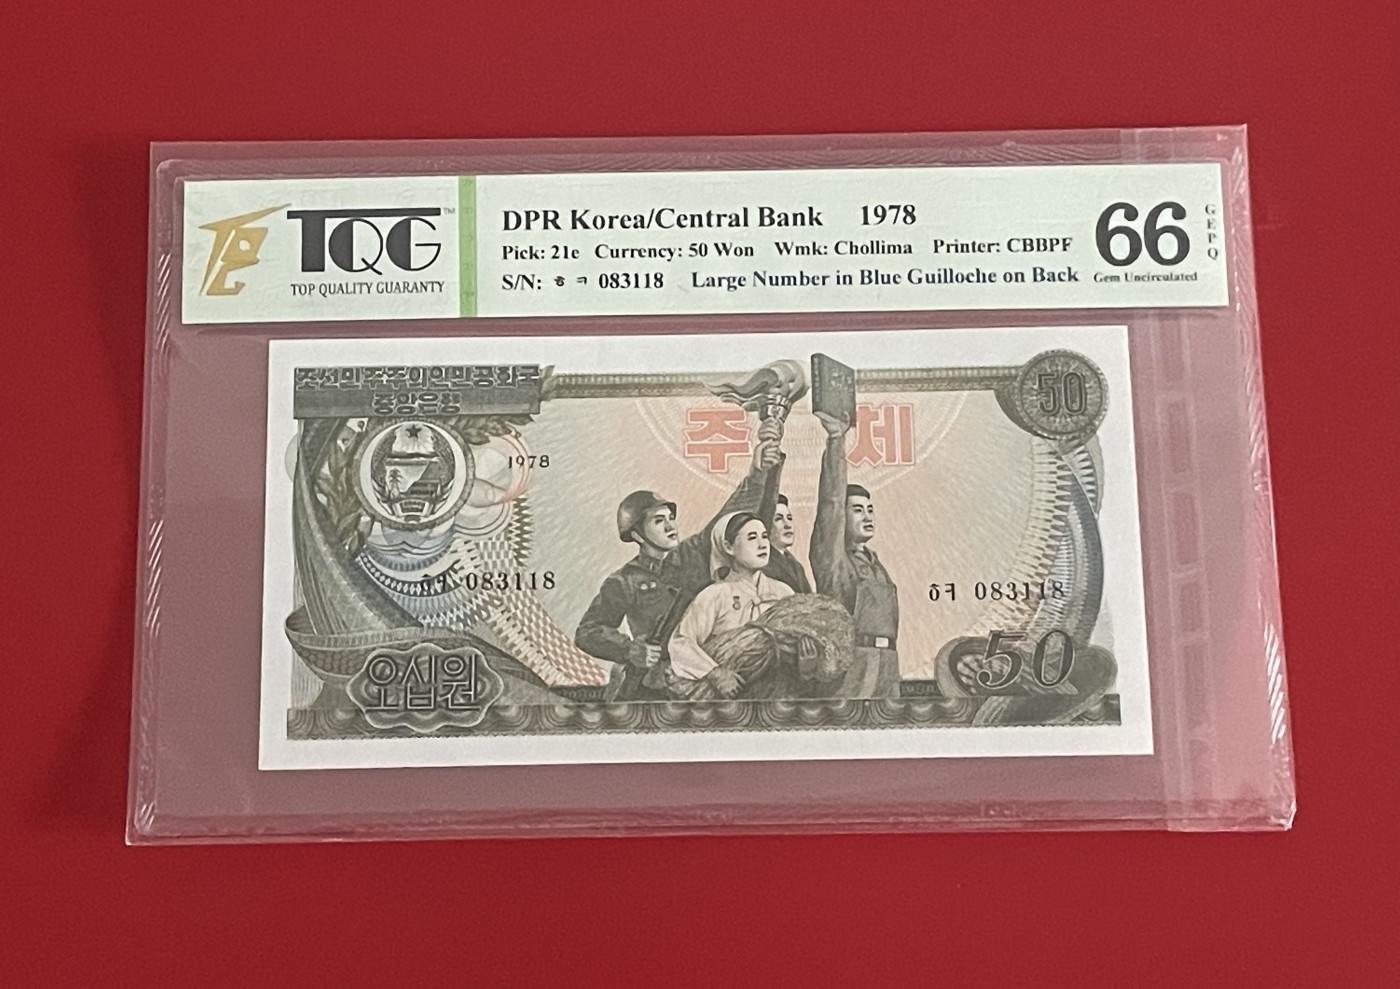 TQG™
TOP QUALITY GUARANTY
DPR Korea/Central Bank 1978
Pick: 21e Currency: 50 Won Wmk: Chollima Printer: CBBPF
S/N: ㅎㅋ 083118 Large Number in Blue Guilloche on Back
66
Gem Uncirculated
GEPQ
조선민주주의인민공화국
중앙은행
50
주체
1978
ㅎㅋ 083118
ㅎㅋ 083118
오십원
50